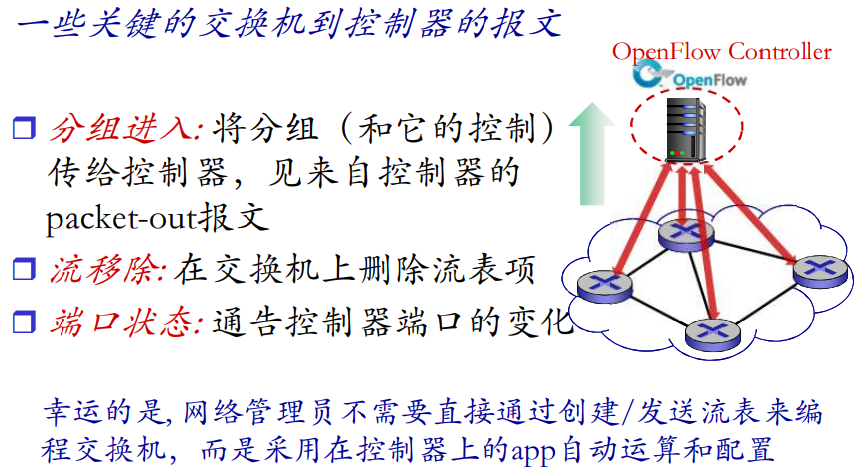 一些关键的交换机到控制器的报文
OpenFlow Controller
OpenFlow
分组进入: 将分组（和它的控制）
传给控制器，见来自控制器的
packet-out报文
流移除: 在交换机上删除流表项
端口状态: 通告控制器端口的变化
幸运的是, 网络管理员不需要直接通过创建/发送流表来编
程交换机，而是采用在控制器上的app自动运算和配置